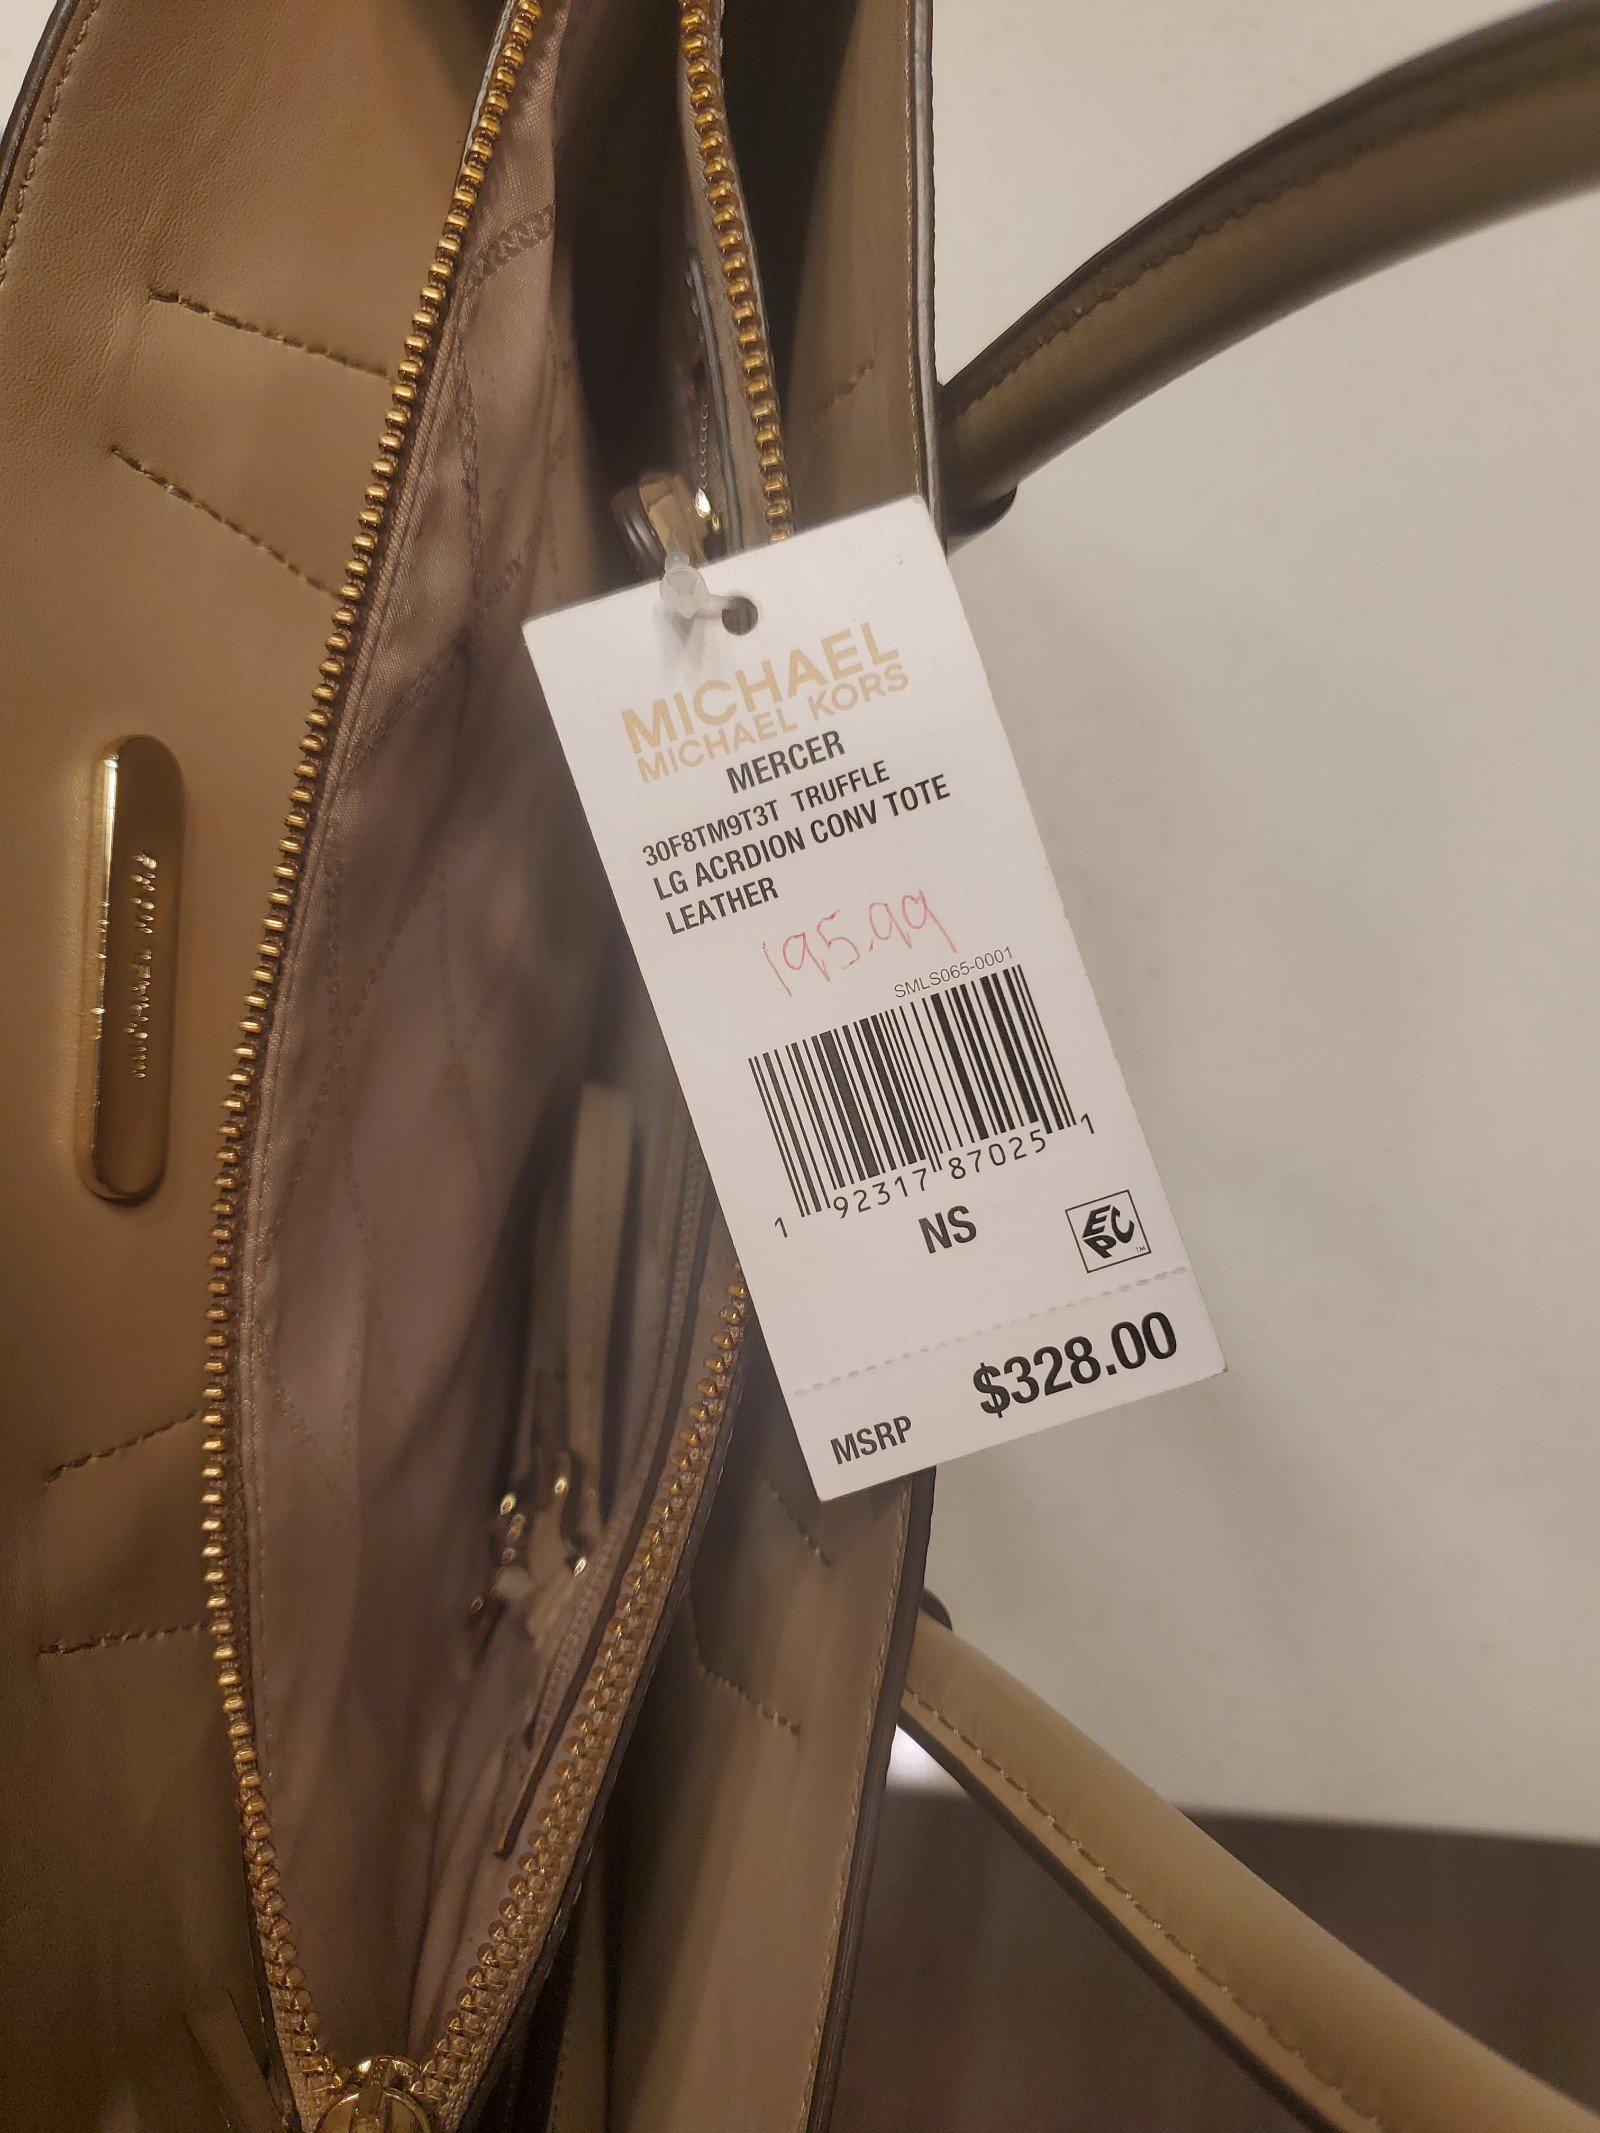 MICHAEL
MICHAEL KORS
MERCER
30F8TM9T3T TRUFFLE
LG ACRDION CONV TOTE
LEATHER
195.99
SMLS065-0001
1 92317 87025 1
NS
EPC™
$328.00
MSRP